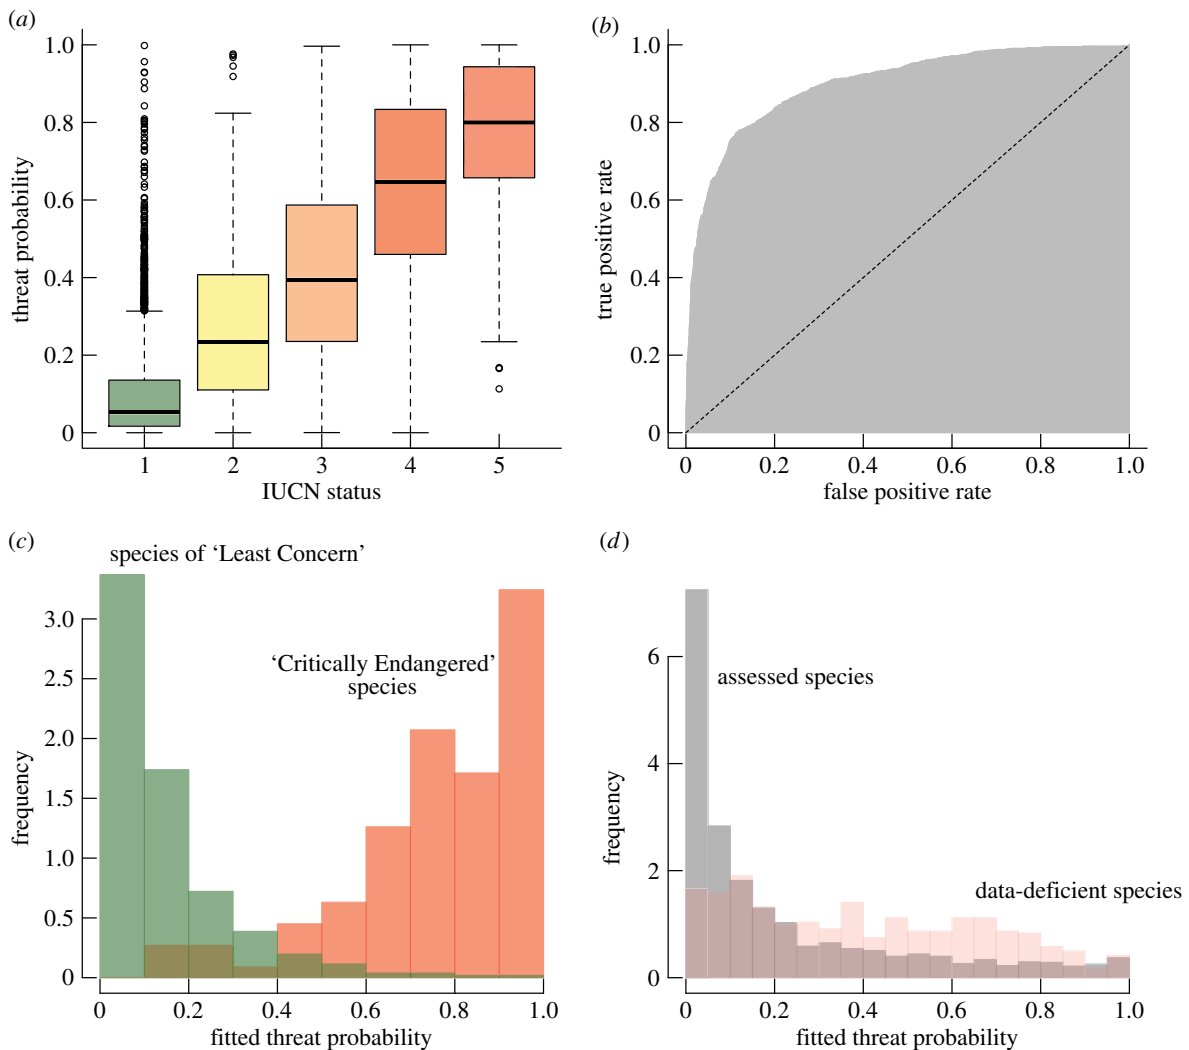 (a)
1.0
0.8
0.6
0.4
0.2
0
threat probability
1 2 3 4 5
IUCN status
(b)
1.0
0.8
0.6
0.4
0.2
0
true positive rate
0 0.2 0.4 0.6 0.8 1.0
false positive rate
(c)
species of ‘Least Concern’
‘Critically Endangered’
species
3.0
2.5
2.0
1.5
1.0
0.5
0
frequency
0 0.2 0.4 0.6 0.8 1.0
fitted threat probability
(d)
assessed species
data-deficient species
6
4
2
0
frequency
0 0.2 0.4 0.6 0.8 1.0
fitted threat probability